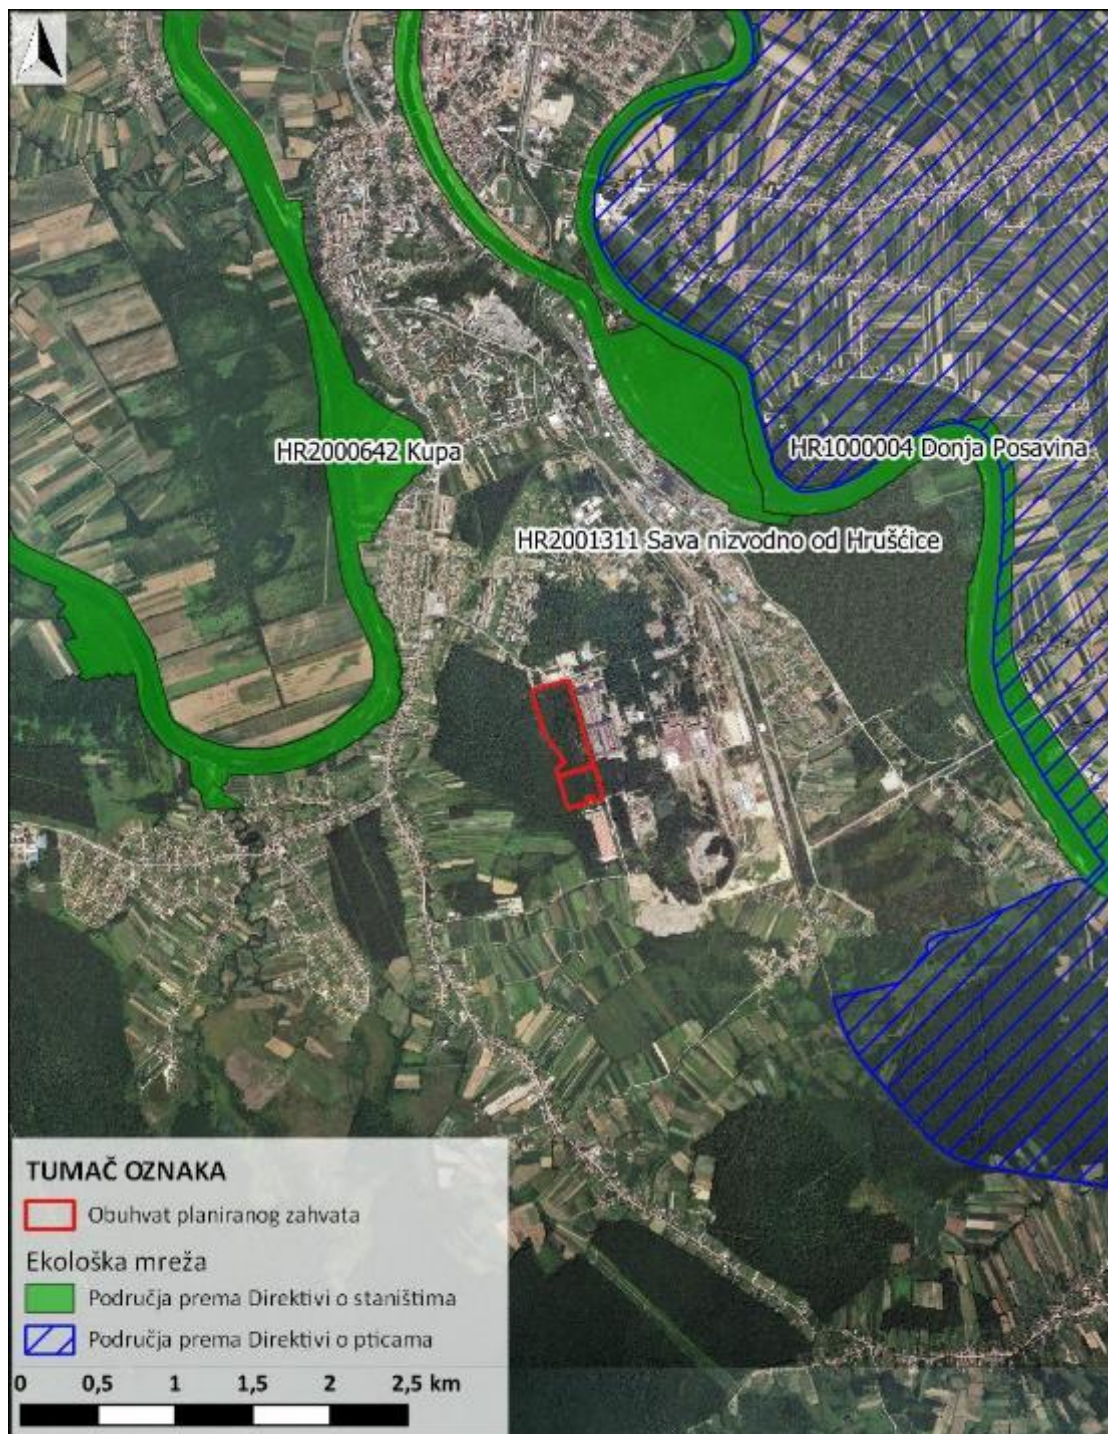 HR2000642 Kupa
HR1000004 Donja Posavina
HR2001311 Sava nizvodno od Hrušćice
TUMAČ OZNAKA
Obuhvat planiranog zahvata
Ekološka mreža
Područja prema Direktivi o staništima
Područja prema Direktivi o pticama
0 0,5 1 1,5 2 2,5 km